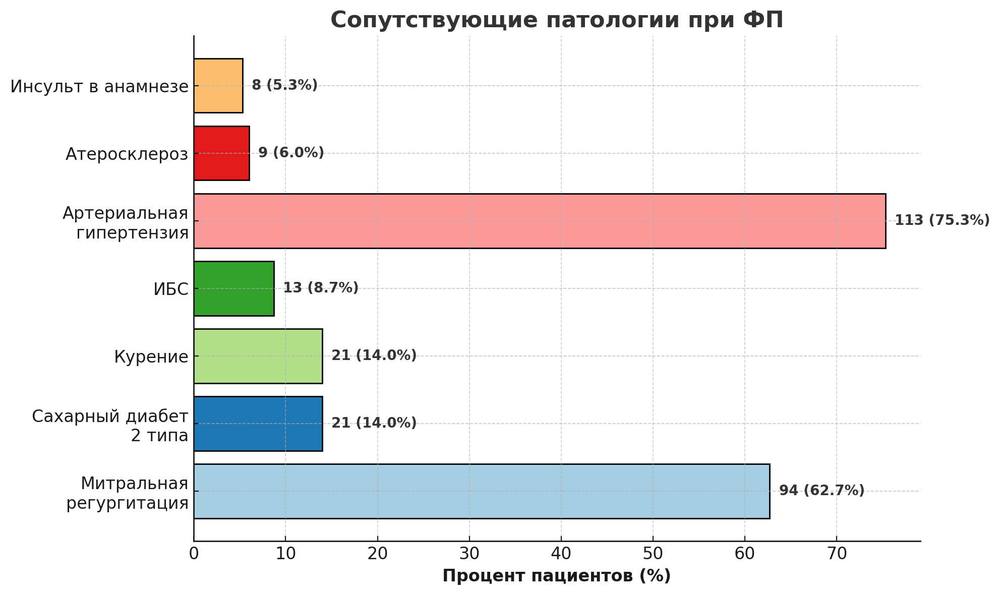 Сопутствующие патологии при ФП
Инсульт в анамнезе
8 (5.3%)
Атеросклероз
9 (6.0%)
Артериальная
гипертензия
113 (75.3%)
ИБС
13 (8.7%)
Курение
21 (14.0%)
Сахарный диабет
2 типа
21 (14.0%)
Митральная
регургитация
94 (62.7%)
0 10 20 30 40 50 60 70
Процент пациентов (%)